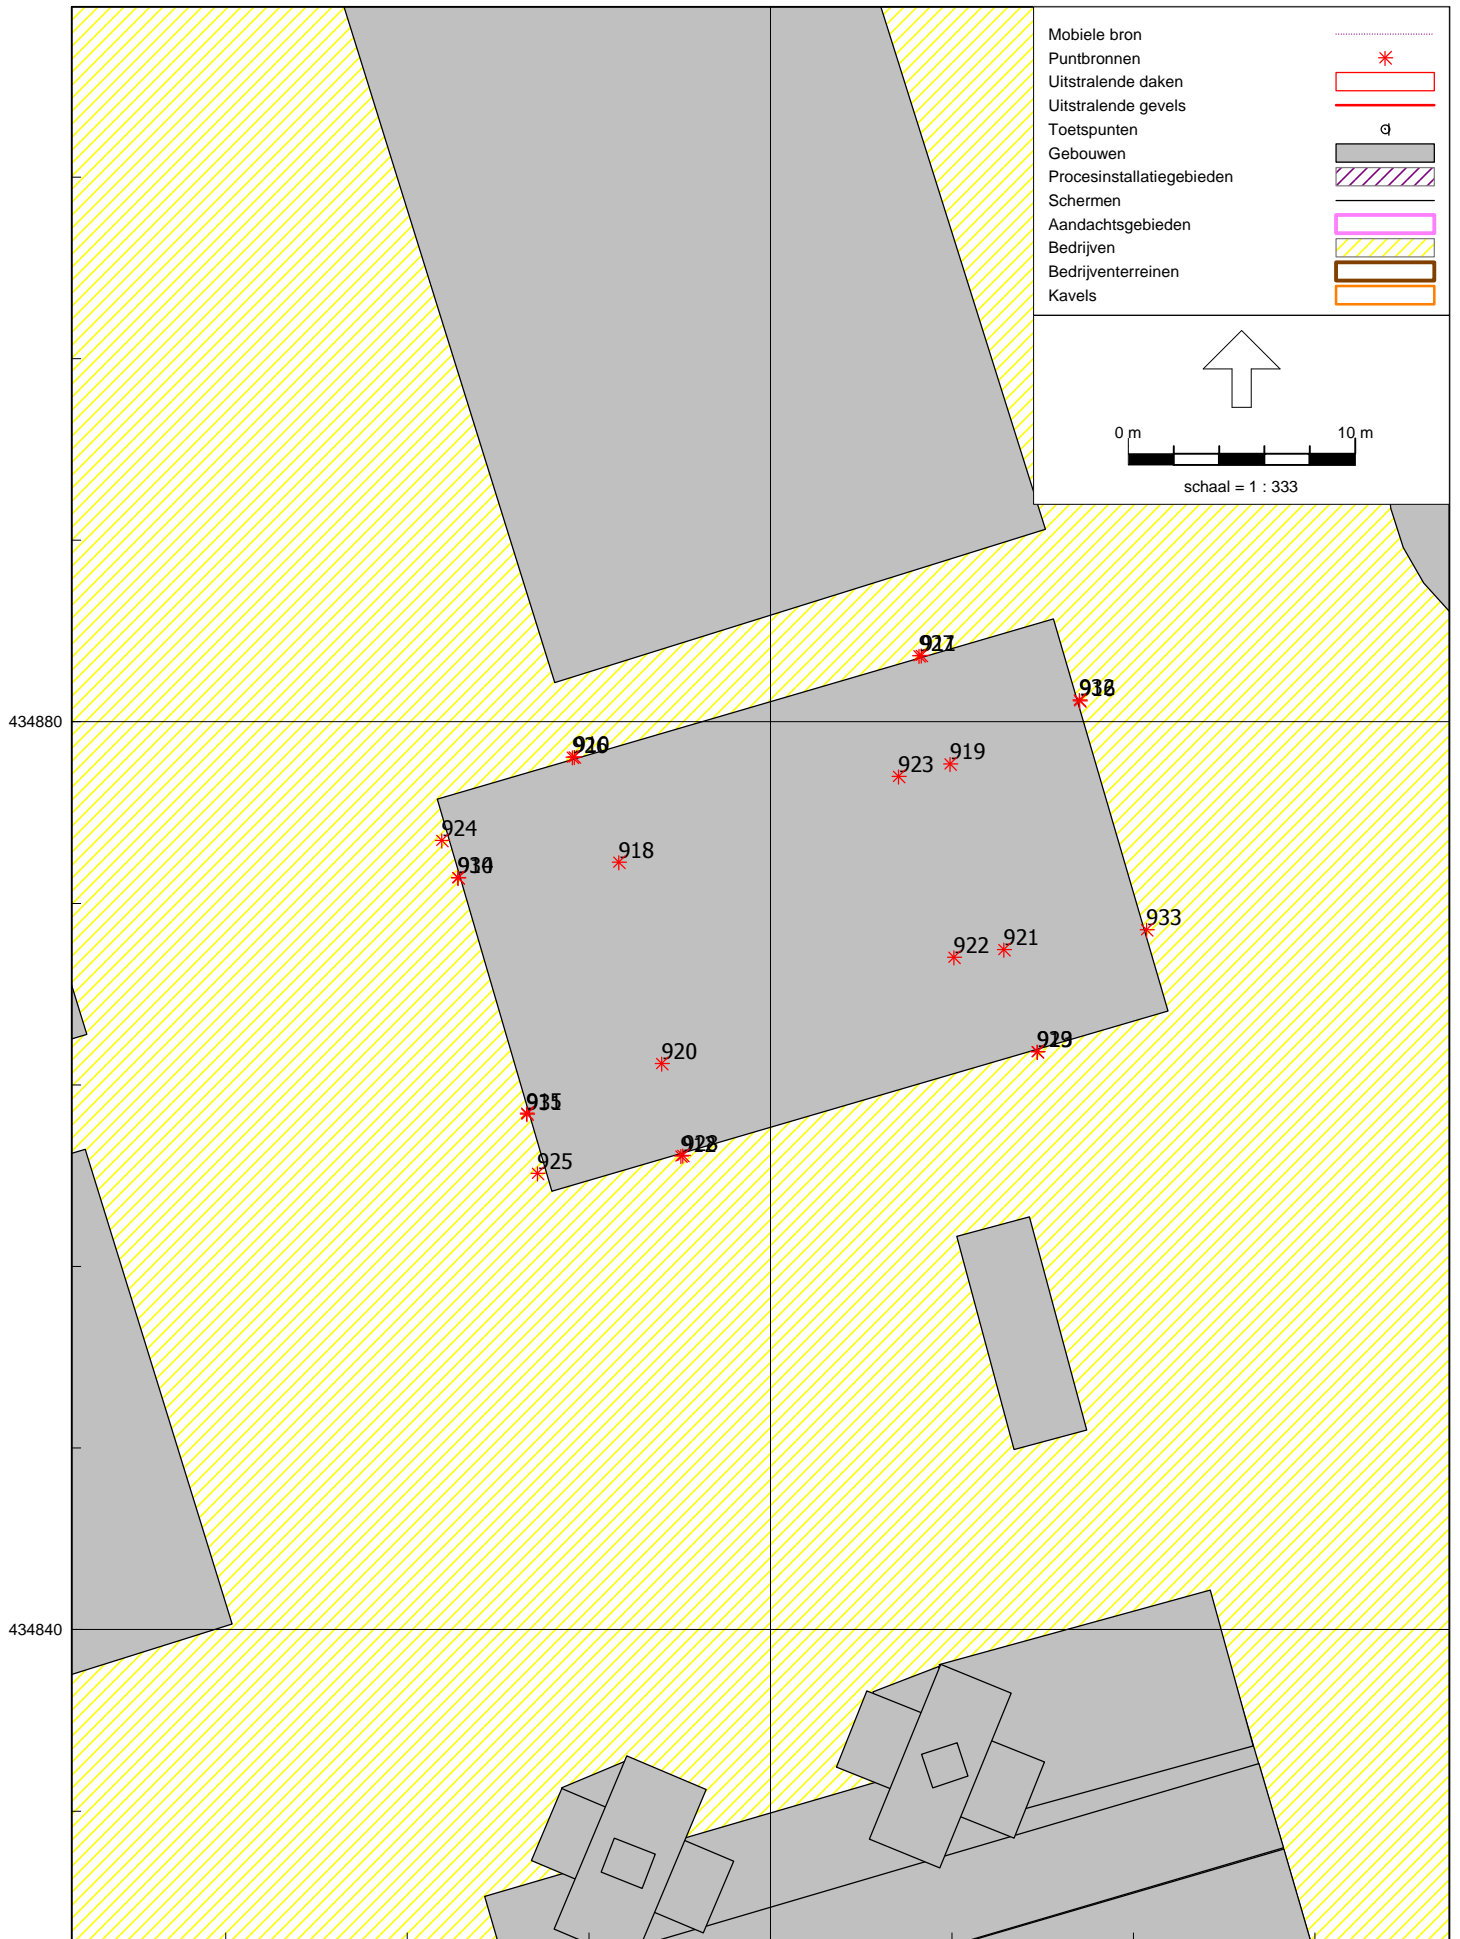 Mobiele bron
Puntbronnen
Uitstralende daken
Uitstralende gevels
Toetspunten
Gebouwen
Procesinstallatiegebieden
Schermen
Aandachtsgebieden
Bedrijven
Bedrijventerreinen
Kavels
0 m 10 m
schaal = 1 : 333
434880
919
923
924
918
933
921
922
920
925
434840